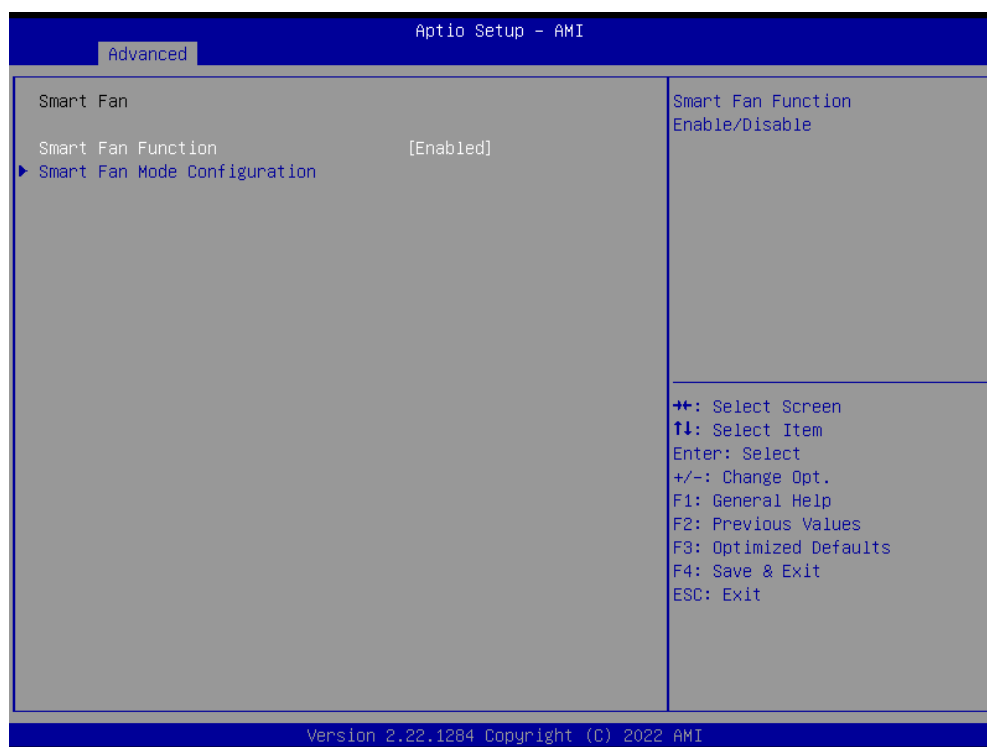 Aptio Setup – AMI
Advanced
Smart Fan
Smart Fan Function [Enabled]
▶ Smart Fan Mode Configuration
Smart Fan Function
Enable/Disable
→←: Select Screen
↑↓: Select Item
Enter: Select
+/-: Change Opt.
F1: General Help
F2: Previous Values
F3: Optimized Defaults
F4: Save & Exit
ESC: Exit
Version 2.22.1284 Copyright (C) 2022 AMI